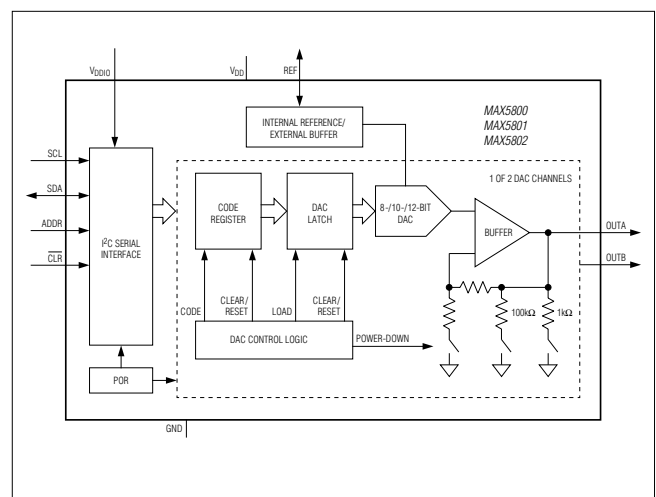 VDDIO
VDD
REF
MAX5800
MAX5801
MAX5802
INTERNAL REFERENCE/
EXTERNAL BUFFER
1 OF 2 DAC CHANNELS
SCL
SDA
ADDR
CLR
I2C SERIAL
INTERFACE
CODE
REGISTER
DAC
LATCH
8-/10-/12-BIT
DAC
BUFFER
OUTA
OUTB
CODE
CLEAR/
RESET
LOAD
CLEAR/
RESET
100kΩ
1kΩ
DAC CONTROL LOGIC
POWER-DOWN
POR
GND